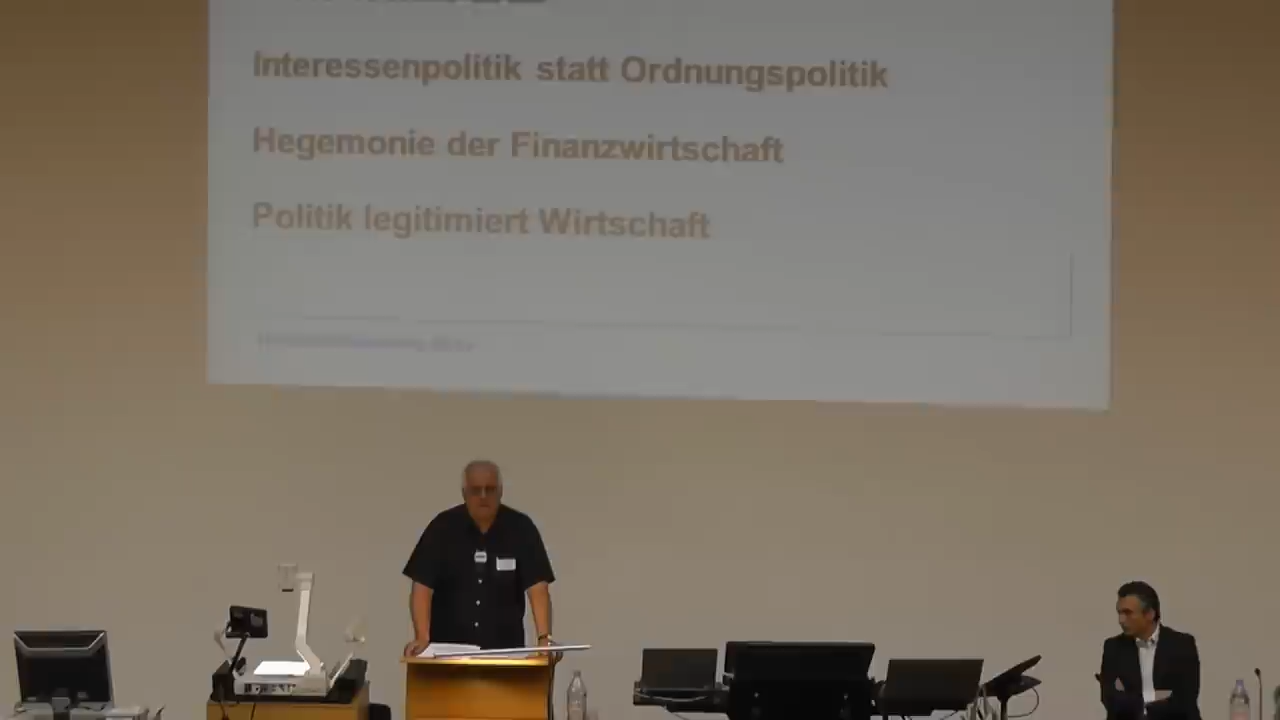 Interessenpolitik statt Ordnungspolitik
Hegemonie der Finanzwirtschaft
Politik legitimiert Wirtschaft